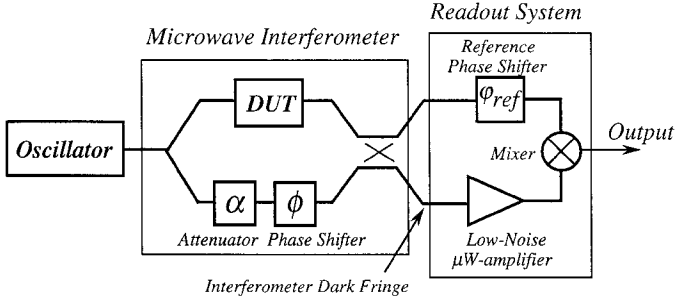 Readout System
Microwave Interferometer
Reference
Phase Shifter
DUT
φref
Oscillator
Mixer
Output
α
ϕ
Attenuator Phase Shifter
Low-Noise
μW-amplifier
Interferometer Dark Fringe